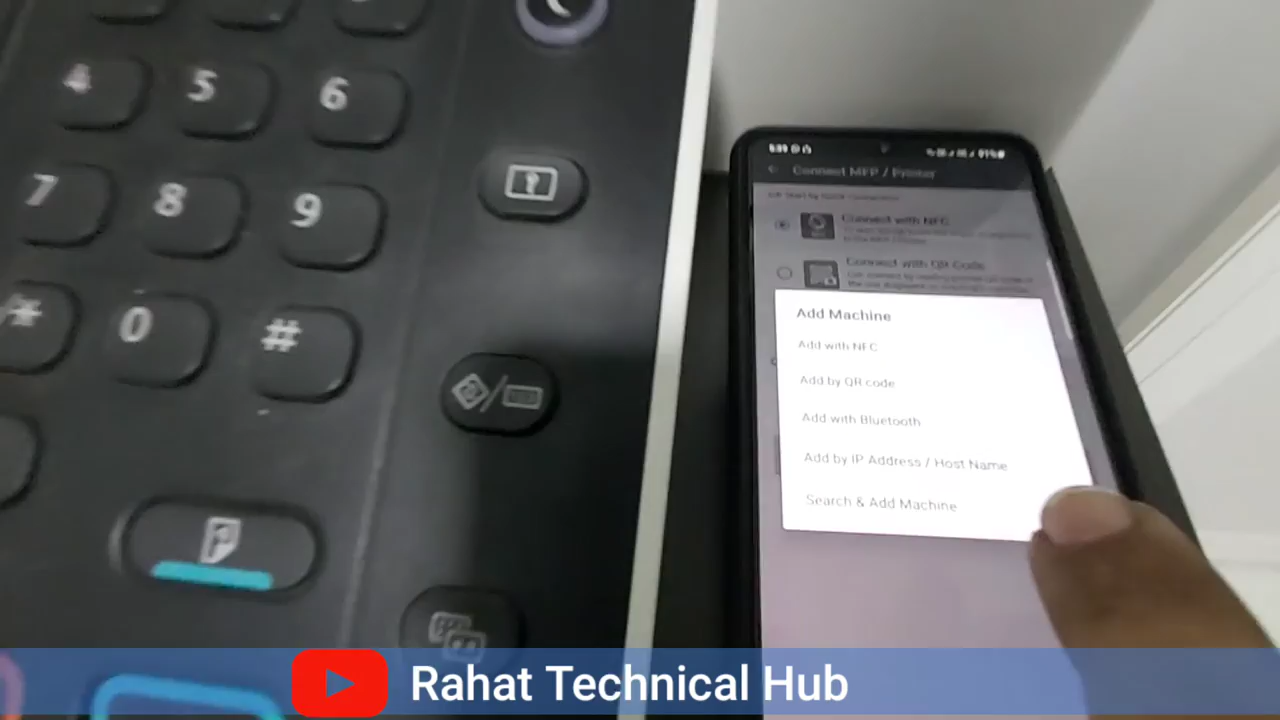 4 5 6
7 8 9
* 0 #
Connect MFP / Printer
Connect with NFC
Connect with QR Code
Add Machine
Add with NFC
Add by QR code
Add with Bluetooth
Add by IP Address / Host Name
Search & Add Machine
Rahat Technical Hub